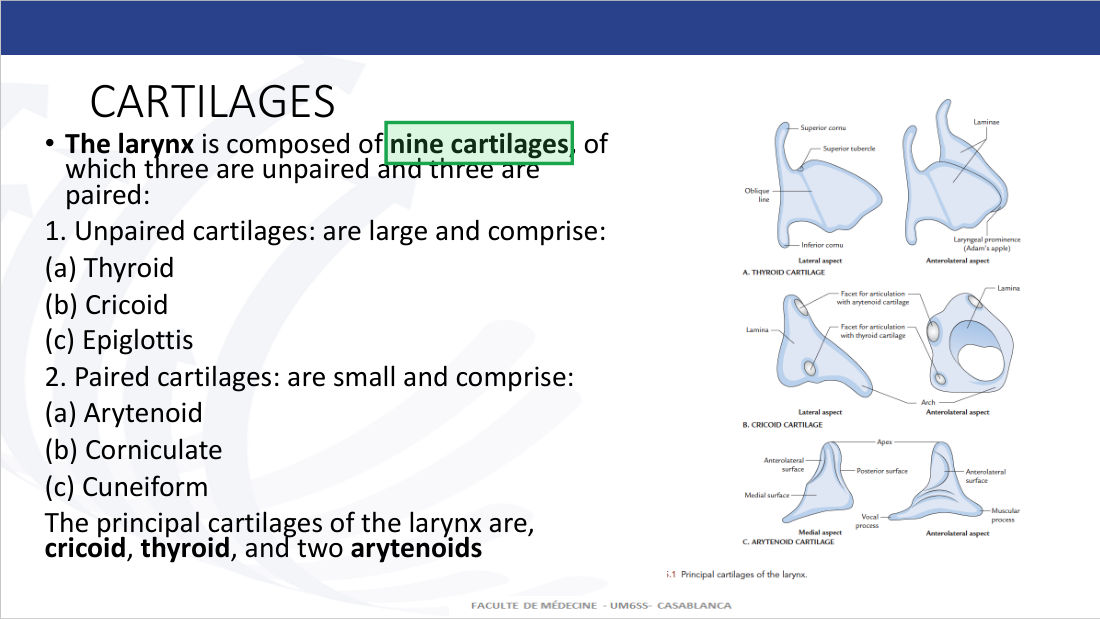 CARTILAGES
• The larynx is composed of nine cartilages, of
which three are unpaired and three are
paired:
1. Unpaired cartilages: are large and comprise:
(a) Thyroid
(b) Cricoid
(c) Epiglottis
2. Paired cartilages: are small and comprise:
(a) Arytenoid
(b) Corniculate
(c) Cuneiform
The principal cartilages of the larynx are,
cricoid, thyroid, and two arytenoids
Superior cornu
Superior tubercle
Oblique
line
Inferior cornu
Lateral aspect
Laminae
Laryngeal prominence
(Adam's apple)
Anterolateral aspect
A. THYROID CARTILAGE
Facet for articulation
with arytenoid cartilage
Lamina
Lamina
Facet for articulation
with thyroid cartilage
Arch
Lateral aspect
Anterolateral aspect
B. CRICOID CARTILAGE
Apex
Anterolateral
surface
Posterior surface
Anterolateral
surface
Medial surface
Vocal
process
Muscular
process
Medial aspect
Anterolateral aspect
C. ARYTENOID CARTILAGE
i.1 Principal cartilages of the larynx.
FACULTE DE MÉDECINE - UM6SS- CASABLANCA